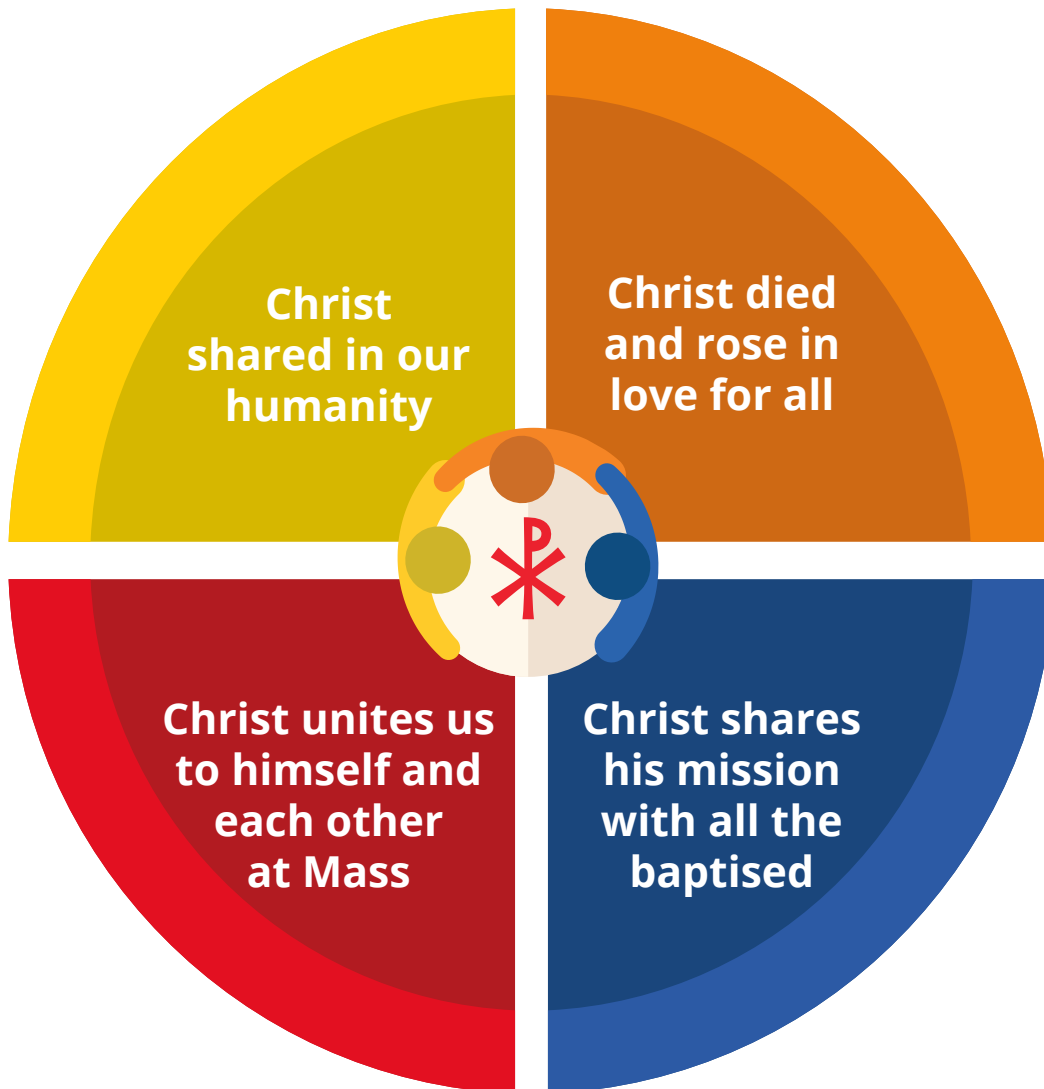 Christ
shared in our
humanity
Christ died
and rose in
love for all
Christ unites us
to himself and
each other
at Mass
Christ shares
his mission
with all the
baptised